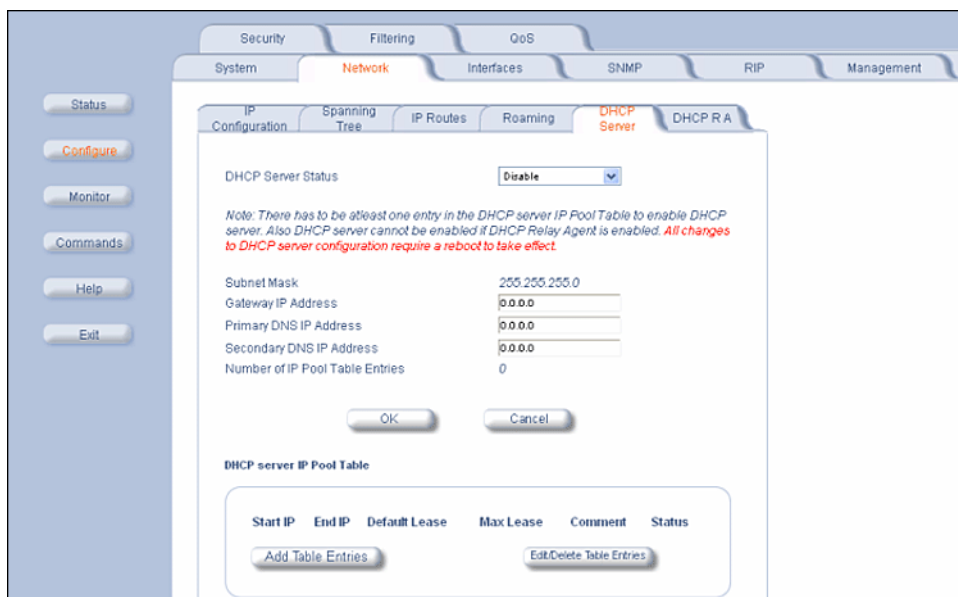 Security Filtering QoS
System Network Interfaces SNMP RIP Management
Status
Configure
Monitor
Commands
Help
Exit
IP Configuration Spanning Tree IP Routes Roaming DHCP Server DHCP R A
DHCP Server Status Disable
Note: There has to be atleast one entry in the DHCP server IP Pool Table to enable DHCP
server. Also DHCP server cannot be enabled if DHCP Relay Agent is enabled. All changes
to DHCP server configuration require a reboot to take effect.
Subnet Mask 255.255.255.0
Gateway IP Address 0.0.0.0
Primary DNS IP Address 0.0.0.0
Secondary DNS IP Address 0.0.0.0
Number of IP Pool Table Entries 0
OK Cancel
DHCP server IP Pool Table
Start IP End IP Default Lease Max Lease Comment Status
Add Table Entries Edit/Delete Table Entries